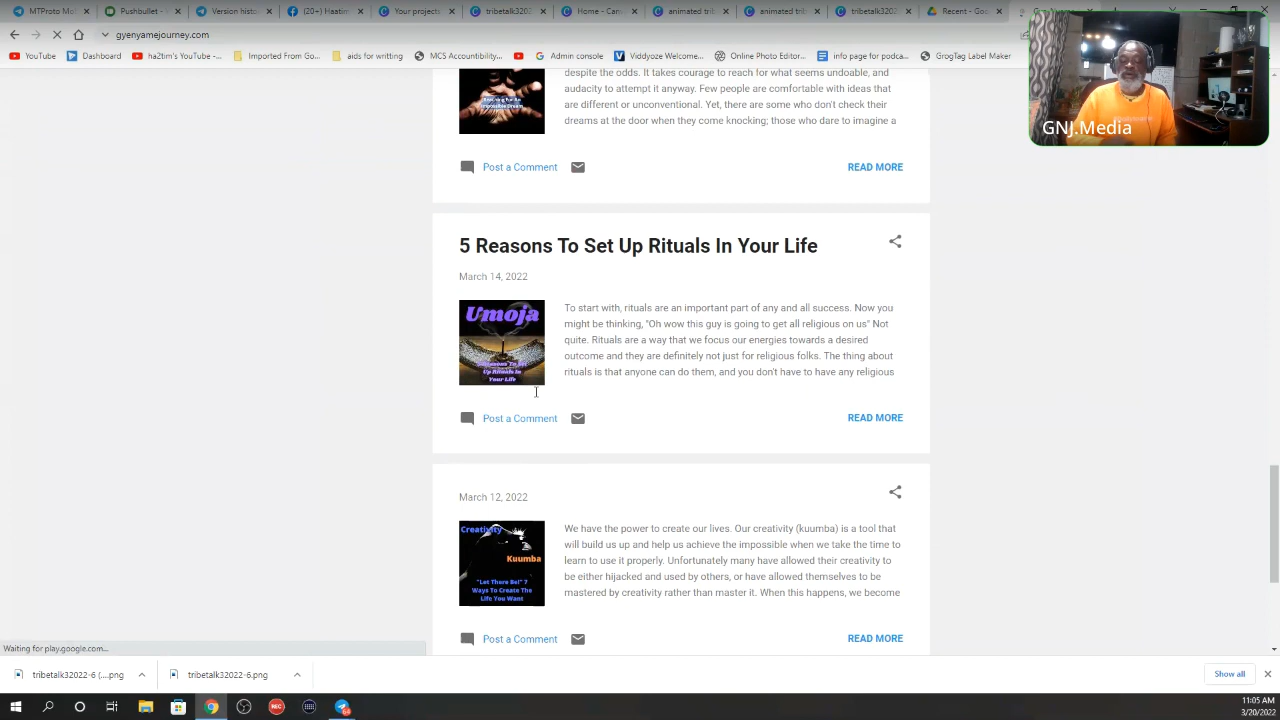 MTProto Mo
Pushbullet -
Version histo
(20+) Haatim
Your projects
tribetalk3202
Home - Can
animated trib
animated trib
tribetalk3202
Recent - Goo
gyenyamejourney.com
YouTube
Dashboard
ha2tim's YouTube
Imported From Goo...
aids for writting
MCS Accountability...
YouTube
Admin console
Viddyoze Welcome...
Online Photo Editor...
info page for podca...
GrogTag Label Maker
GNJ.Media
despite the odds. It takes courage to reach for what seems undoable, and
audacity to attempt it anyway. Few people are comfortable with ideas that
are different or unconventional. Yet, there are some who don't check their
dreams at the door when they come knocking; those who dare to imagine a
Post a Comment
READ MORE
5 Reasons To Set Up Rituals In Your Life
March 14, 2022
Umoja
5 Reasons To Set
Up Rituals In
Your Life
To start with, rituals are an important part of any and all success. Now you
might be thinking, "Oh wow this guy is going to get all religious on us" Not
quite. Rituals are a way that we focus our energies towards a desired
outcome and they are definitely not just for religious folks. The thing about
rituals is that anyone can do them, and you don't have to have any religious
Post a Comment
READ MORE
March 12, 2022
Creativity
Kuumba
"Let There Be!" 7
Ways To Create The
Life You Want
We have the power to create our lives. Our creativity (kuumba) is a tool that
will build us up and help us achieve the impossible when we take the time to
learn to use it properly. Unfortunately many have allowed their creativity to
be either hijacked and used by others, or have allowed themselves to be
mastered by creativity rather than master it. When this happens, we become
Post a Comment
READ MORE
Waiting for play.google.com...
tribetalk32022-6 (....png
tribetalk32022-6.png
Show all
REC
11:05 AM
3/20/2022